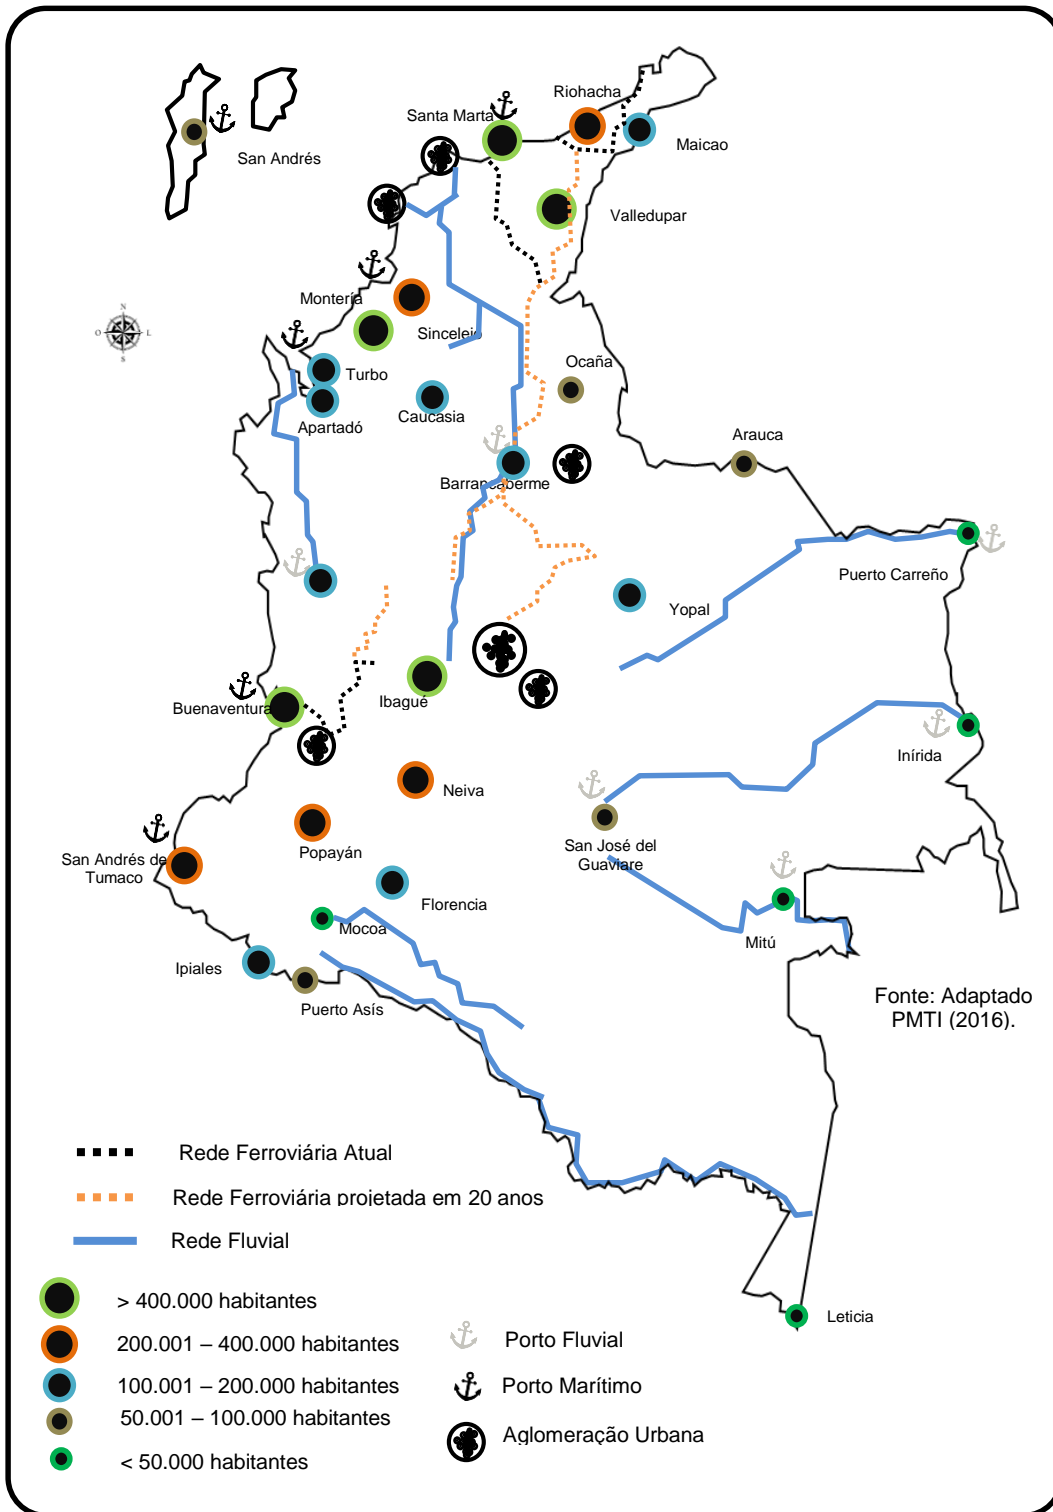 Riohacha
Santa Marta
Maicao
San Andrés
Valledupar
Montería
Sincelejo
N
O
L
S
Ocaña
Turbo
Caucasia
Apartadó
Arauca
Barrancaberme
Puerto Carreño
Yopal
Ibagué
Buenaventura
Inírida
Neiva
San José del
Guaviare
Popayán
San Andrés de
Tumaco
Florencia
Mocoa
Mitú
Ipiales
Puerto Asís
Fonte: Adaptado
PMTI (2016).
Rede Ferroviária Atual
Rede Ferroviária projetada em 20 anos
Rede Fluvial
> 400.000 habitantes
200.001 – 400.000 habitantes
100.001 – 200.000 habitantes
50.001 – 100.000 habitantes
< 50.000 habitantes
Porto Fluvial
Porto Marítimo
Aglomeração Urbana
Leticia